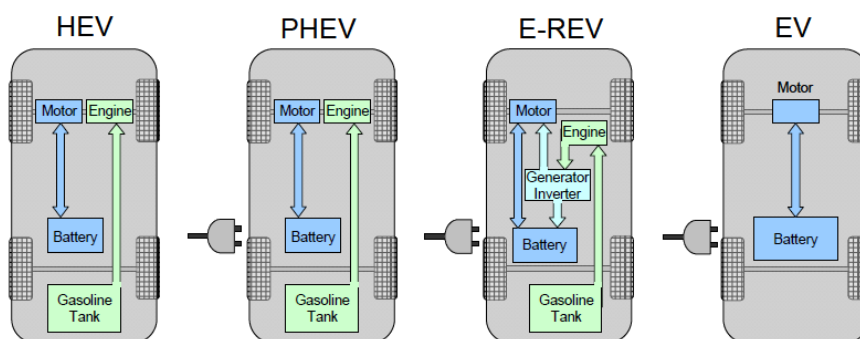 HEV
PHEV
E-REV
EV
Motor
Engine
Battery
Gasoline
Tank
Motor
Engine
Battery
Gasoline
Tank
Motor
Engine
Generator
Inverter
Battery
Gasoline
Tank
Motor
Battery